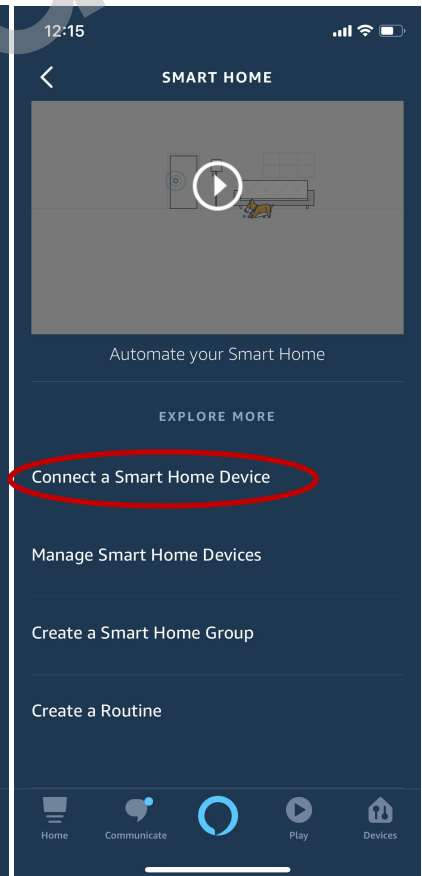 12:15
SMART HOME
Automate your Smart Home
EXPLORE MORE
Connect a Smart Home Device
Manage Smart Home Devices
Create a Smart Home Group
Create a Routine
Home Communicate Play Devices